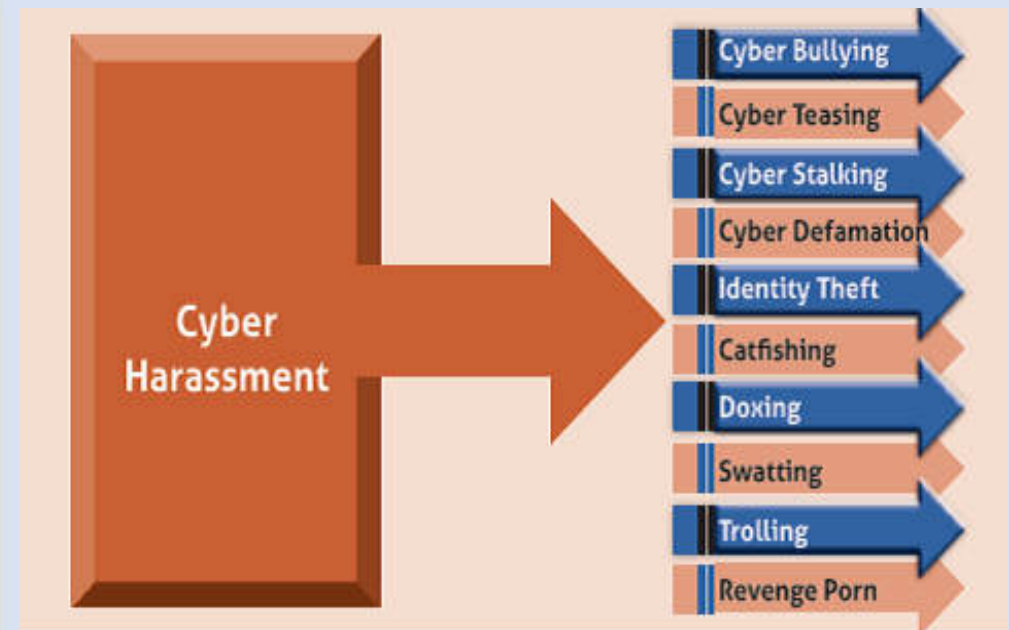 Cyber
Harassment
Cyber Bullying
Cyber Teasing
Cyber Stalking
Cyber Defamation
Identity Theft
Catfishing
Doxing
Swatting
Trolling
Revenge Porn